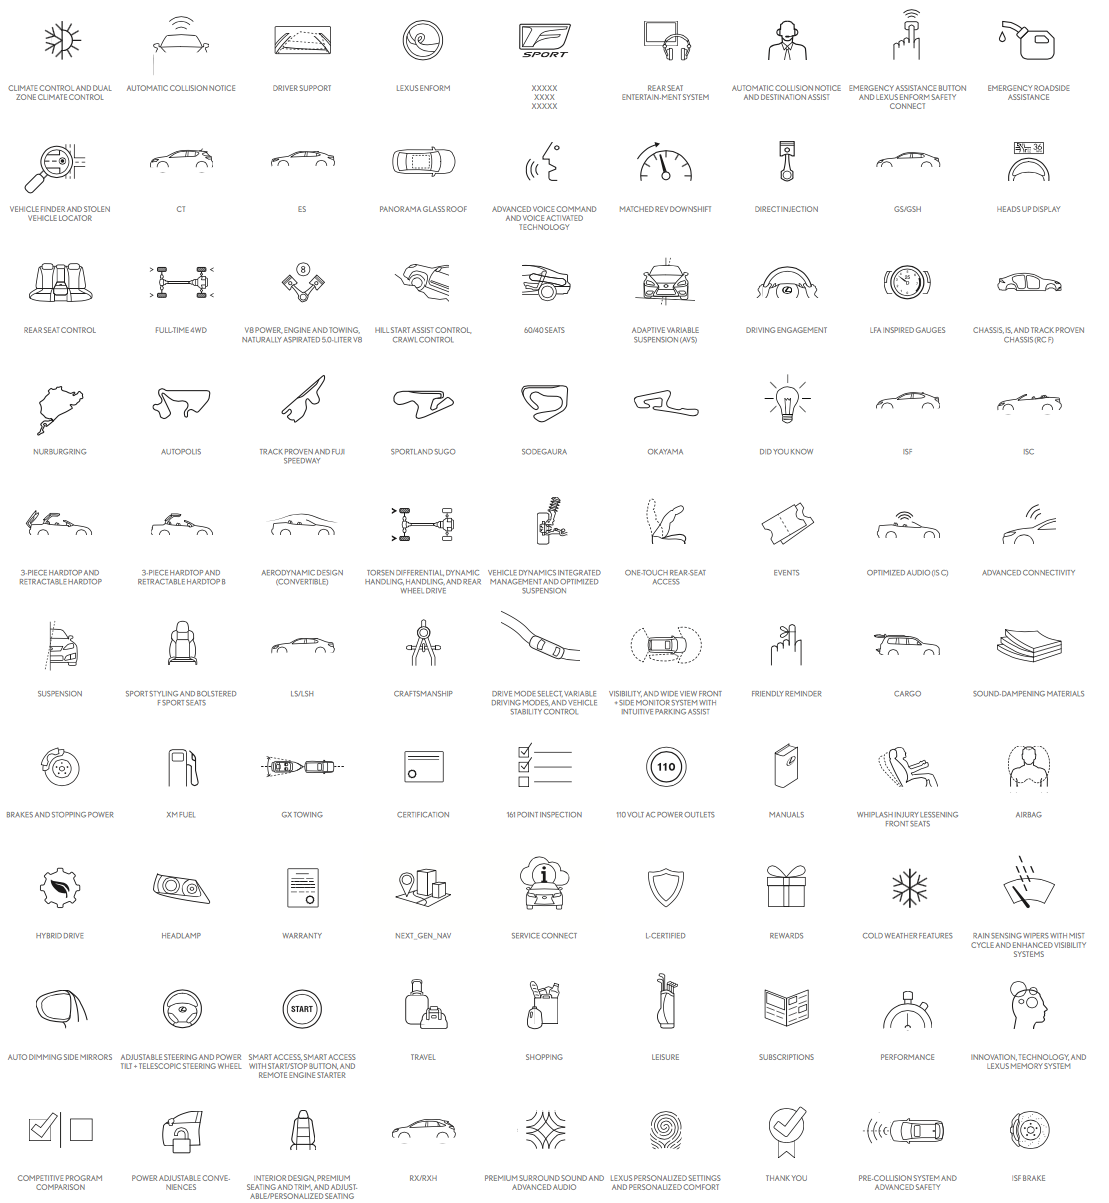 F
SPORT
CLIMATE CONTROL AND DUAL
ZONE CLIMATE CONTROL
AUTOMATIC COLLISION NOTICE
DRIVER SUPPORT
LEXUS ENFORM
XXXXX
XXXX
XXXXX
REAR SEAT
ENTERTAIN-MENT SYSTEM
AUTOMATIC COLLISION NOTICE
AND DESTINATION ASSIST
EMERGENCY ASSISTANCE BUTTON
AND LEXUS ENFORM SAFETY
CONNECT
EMERGENCY ROADSIDE
ASSISTANCE
36
VEHICLE FINDER AND STOLEN
VEHICLE LOCATOR
CT
ES
PANORAMA GLASS ROOF
ADVANCED VOICE COMMAND
AND VOICE ACTIVATED
TECHNOLOGY
MATCHED REV DOWNSHIFT
DIRECT INJECTION
GS/GSH
HEADS UP DISPLAY
8
REAR SEAT CONTROL
FULL-TIME 4WD
V8 POWER, ENGINE AND TOWING,
NATURALLY ASPIRATED 5.0-LITER V8
HILL START ASSIST CONTROL,
CRAWL CONTROL
60/40 SEATS
ADAPTIVE VARIABLE
SUSPENSION (AVS)
DRIVING ENGAGEMENT
LFA INSPIRED GAUGES
CHASSIS, IS, AND TRACK PROVEN
CHASSIS (RC F)
NURBURGRING
AUTOPOLIS
TRACK PROVEN AND FUJI
SPEEDWAY
SPORTLAND SUGO
SODEGAURA
OKAYAMA
DID YOU KNOW
ISF
ISC
3-PIECE HARDTOP AND
RETRACTABLE HARDTOP
3-PIECE HARDTOP AND
RETRACTABLE HARDTOP B
AERODYNAMIC DESIGN
(CONVERTIBLE)
TORSEN DIFFERENTIAL, DYNAMIC
HANDLING, HANDLING, AND REAR
WHEEL DRIVE
VEHICLE DYNAMICS INTEGRATED
MANAGEMENT AND OPTIMIZED
SUSPENSION
ONE-TOUCH REAR-SEAT
ACCESS
EVENTS
OPTIMIZED AUDIO (IS C)
ADVANCED CONNECTIVITY
SUSPENSION
SPORT STYLING AND BOLSTERED
F SPORT SEATS
LS/LSH
CRAFTSMANSHIP
DRIVE MODE SELECT, VARIABLE
DRIVING MODES, AND VEHICLE
STABILITY CONTROL
VISIBILITY, AND WIDE VIEW FRONT
+ SIDE MONITOR SYSTEM WITH
INTUITIVE PARKING ASSIST
FRIENDLY REMINDER
CARGO
SOUND-DAMPENING MATERIALS
110
BRAKES AND STOPPING POWER
XM FUEL
GX TOWING
CERTIFICATION
161 POINT INSPECTION
110 VOLT AC POWER OUTLETS
MANUALS
WHIPLASH INJURY LESSENING
FRONT SEATS
AIRBAG
i
HYBRID DRIVE
HEADLAMP
WARRANTY
NEXT_GEN_NAV
SERVICE CONNECT
L-CERTIFIED
REWARDS
COLD WEATHER FEATURES
RAIN SENSING WIPERS WITH MIST
CYCLE AND ENHANCED VISIBILITY
SYSTEMS
START
AUTO DIMMING SIDE MIRRORS
ADJUSTABLE STEERING AND POWER
TILT + TELESCOPIC STEERING WHEEL
SMART ACCESS, SMART ACCESS
WITH START/STOP BUTTON, AND
REMOTE ENGINE STARTER
TRAVEL
SHOPPING
LEISURE
SUBSCRIPTIONS
PERFORMANCE
INNOVATION, TECHNOLOGY, AND
LEXUS MEMORY SYSTEM
COMPETITIVE PROGRAM
COMPARISON
POWER ADJUSTABLE CONVE-
NIENCES
INTERIOR DESIGN, PREMIUM
SEATING AND TRIM, AND ADJUST-
ABLE/PERSONALIZED SEATING
RX/RXH
PREMIUM SURROUND SOUND AND
ADVANCED AUDIO
LEXUS PERSONALIZED SETTINGS
AND PERSONALIZED COMFORT
THANK YOU
PRE-COLLISION SYSTEM AND
ADVANCED SAFETY
ISF BRAKE